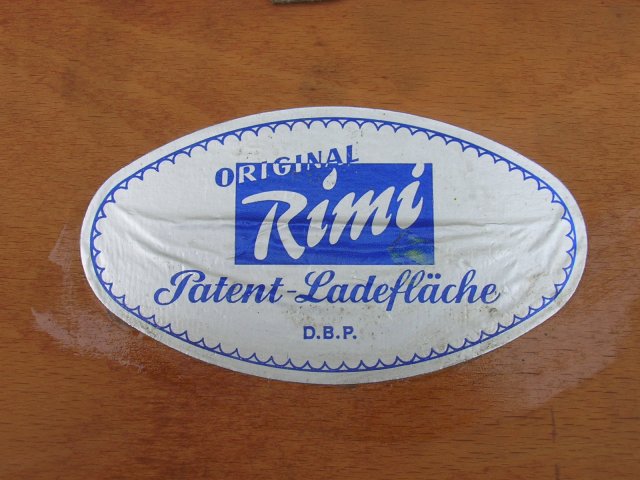 ORIGINAL
Rimi
Patent-Ladefläche
D.B.P.